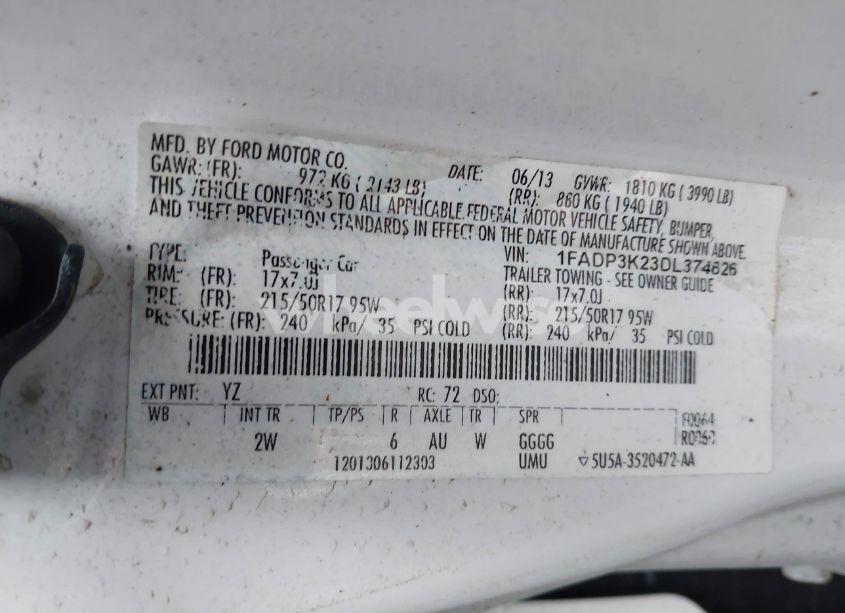 MFD. BY FORD MOTOR CO. DATE: 06/13 GVWR: 1810 KG ( 3990 LB)
GAWR: (FR): 972 KG ( 2143 LB) (RR): 880 KG ( 1940 LB)
THIS VEHICLE CONFORMS TO ALL APPLICABLE FEDERAL MOTOR VEHICLE SAFETY, BUMPER,
AND THEFT PREVENTION STANDARDS IN EFFECT ON THE DATE OF MANUFACTURE SHOWN ABOVE.
VIN: 1FADP3K23DL374626
TYPE: Passenger Car TRAILER TOWING - SEE OWNER GUIDE
RIM: (FR): 17x7.0J (RR): 17x7.0J
TIRE: (FR): 215/50R17 95W (RR): 215/50R17 95W
PRESSURE: (FR): 240 kPa/ 35 PSI COLD (RR): 240 kPa/ 35 PSI COLD
EXT PNT: YZ RC: 72 DSO:
WB INT TR TP/PS R AXLE TR SPR F0064
2W 6 AU W GGGG
1201306112303 UMU ▽5U5A-3520472-AA